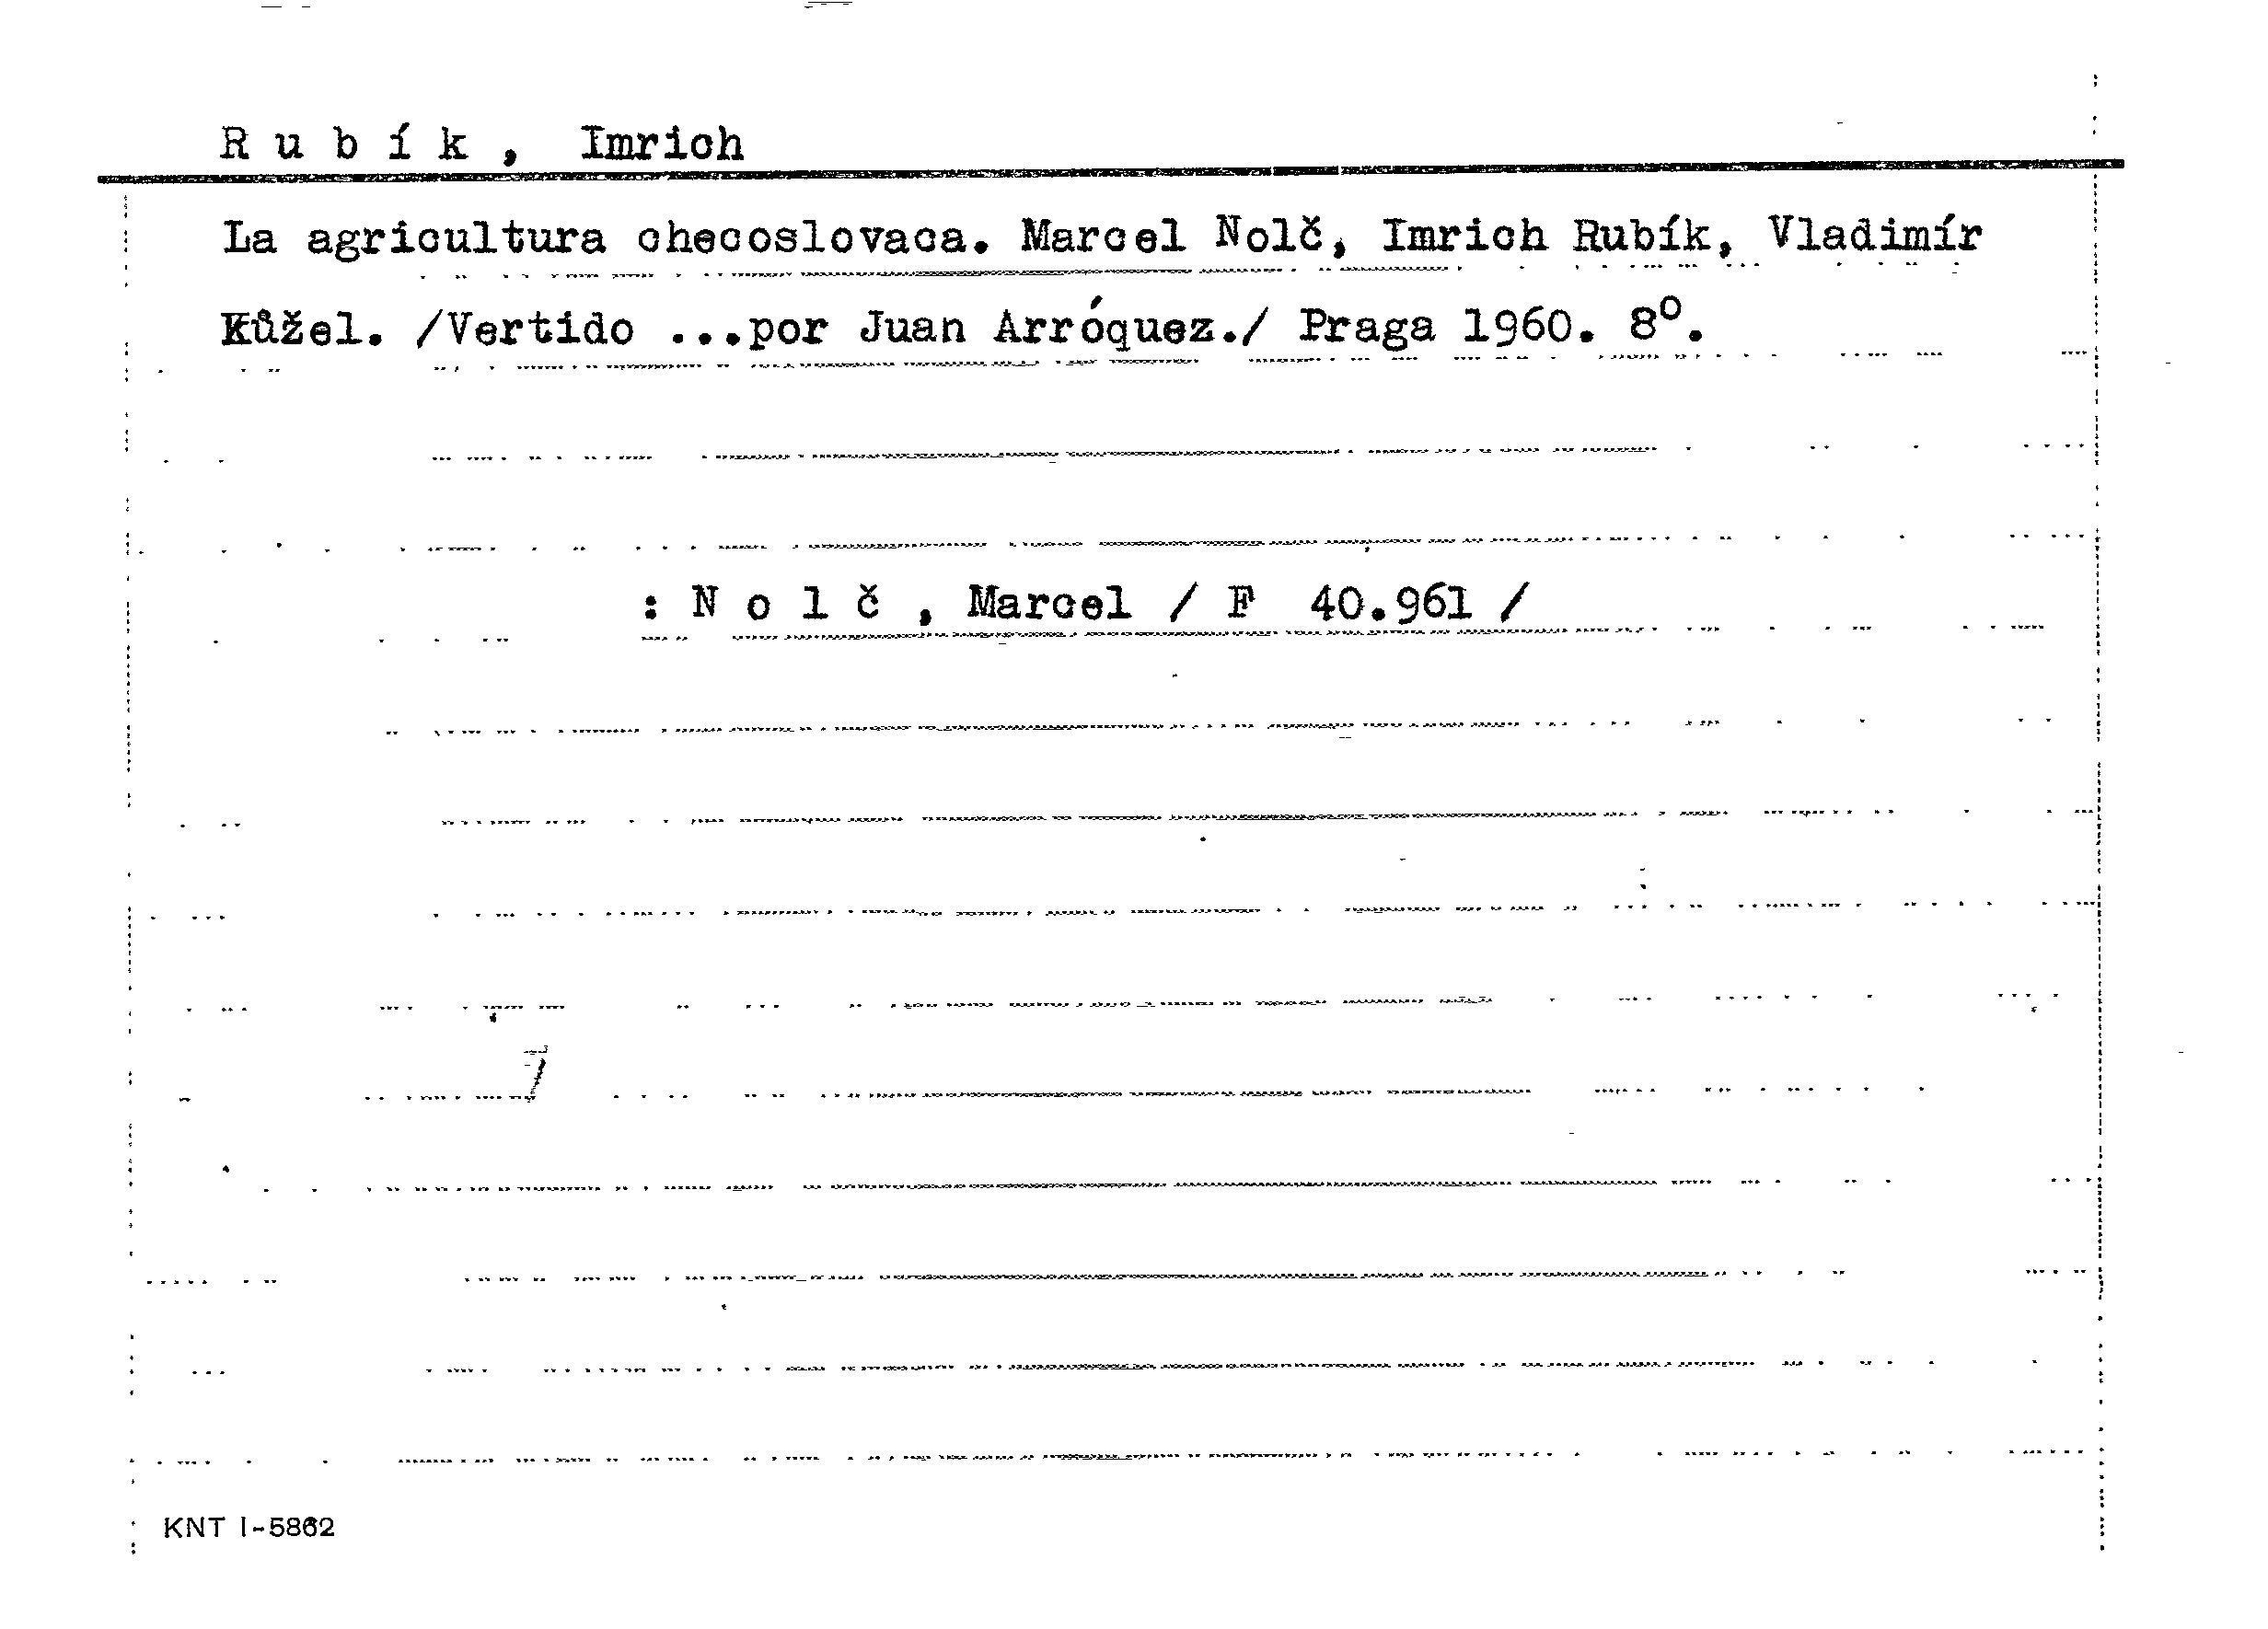 R u b í k , Imrich
La agricultura checoslovaca. Marcel Nolč, Imrich Rubík, Vladimír
Kůžel. /Vertido ...por Juan Arróquez./ Praga 1960. 8°.
: N o l č , Marcel / F 40.961 /
KNT I-5862